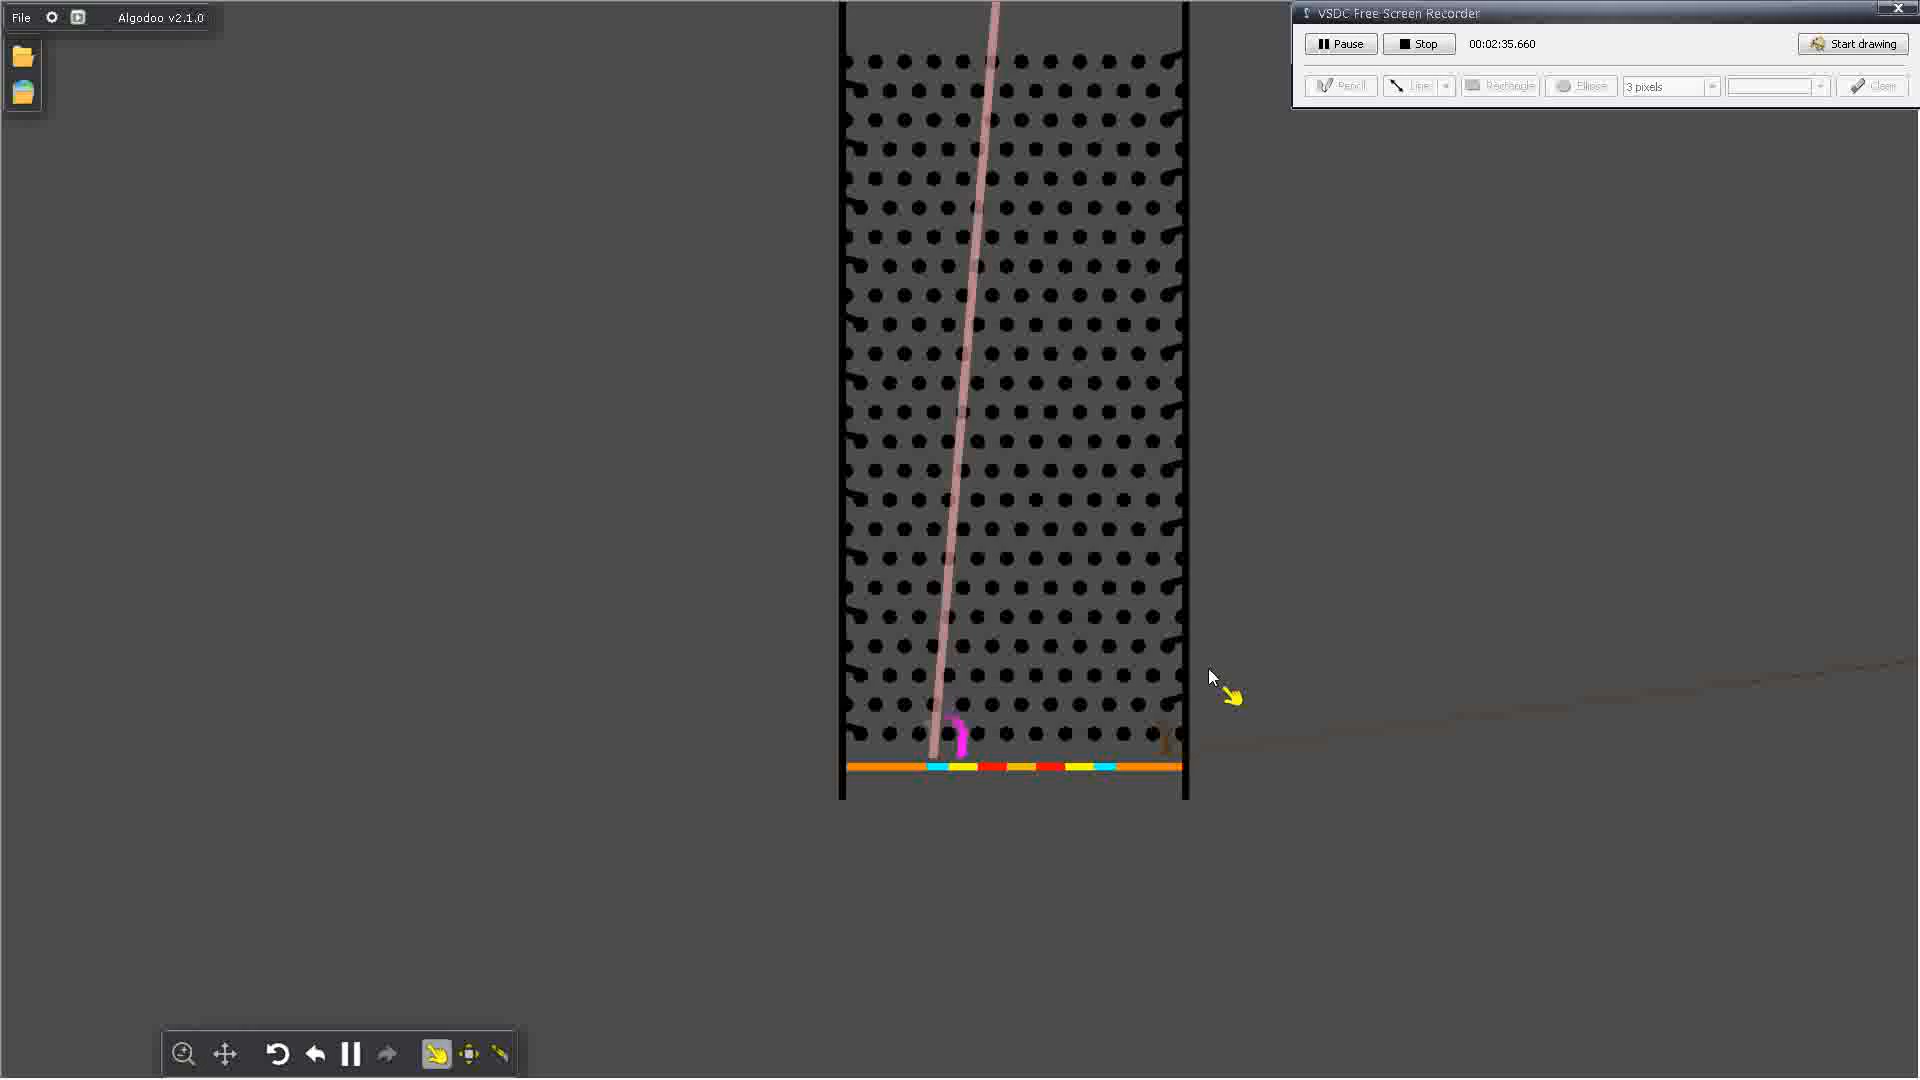 File Algodoo v2.1.0
VSDC Free Screen Recorder
Pause Stop 00:02:35.660 Start drawing
Pencil Line Rectangle Ellipse 3 pixels Clean